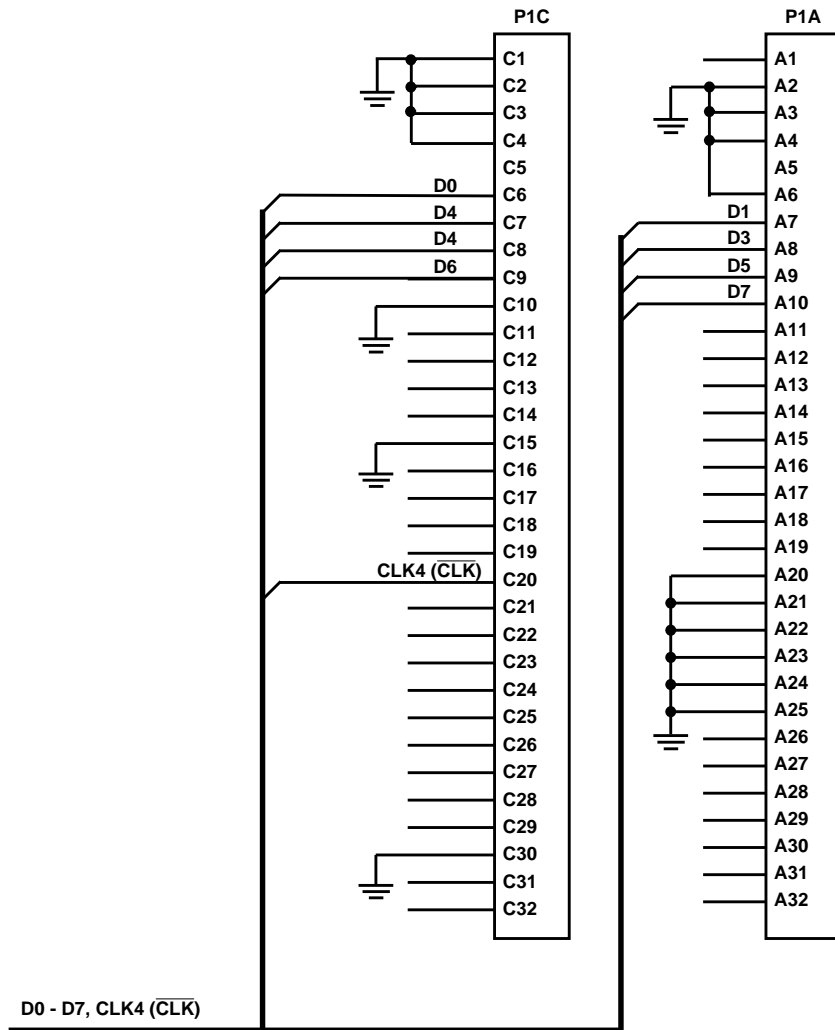 P1C
C1
C2
C3
C4
C5
D0 C6
D4 C7
D4 C8
D6 C9
C10
C11
C12
C13
C14
C15
C16
C17
C18
C19
CLK4 (C̅L̅K̅) C20
C21
C22
C23
C24
C25
C26
C27
C28
C29
C30
C31
C32
P1A
A1
A2
A3
A4
A5
A6
D1 A7
D3 A8
D5 A9
D7 A10
A11
A12
A13
A14
A15
A16
A17
A18
A19
A20
A21
A22
A23
A24
A25
A26
A27
A28
A29
A30
A31
A32
D0 - D7, CLK4 (C̅L̅K̅)